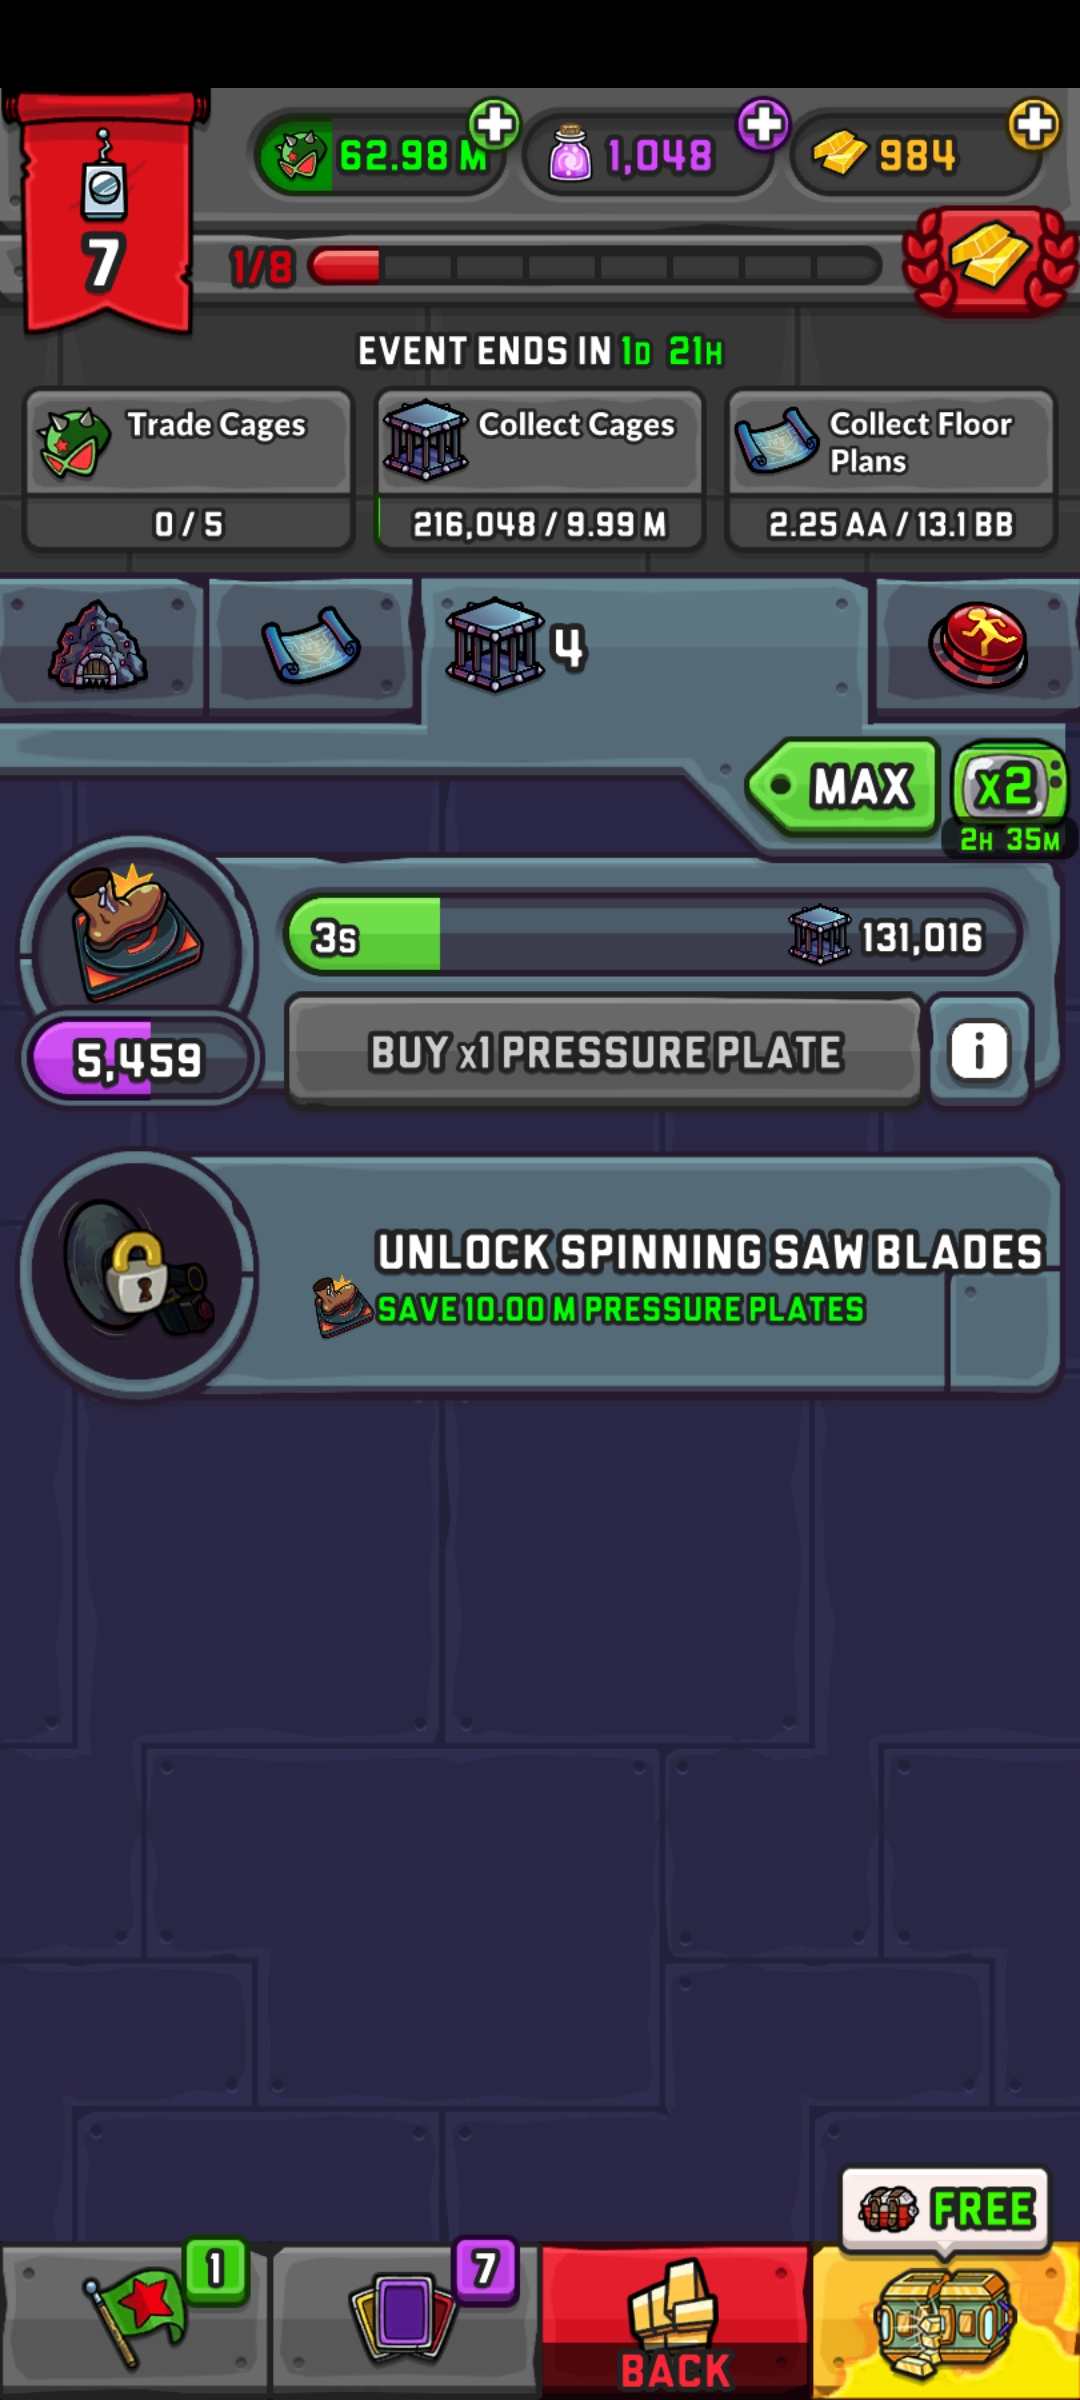 62.98 M
1,048
984
7
1/8
EVENT ENDS IN 1D 21H
Trade Cages
0 / 5
Collect Cages
216,048 / 9.99 M
Collect Floor
Plans
2.25 AA / 13.1 BB
4
MAX
x2
2H 35M
3s
131,016
5,459
BUY x1 PRESSURE PLATE
i
UNLOCK SPINNING SAW BLADES
SAVE 10.00 M PRESSURE PLATES
FREE
1
7
BACK